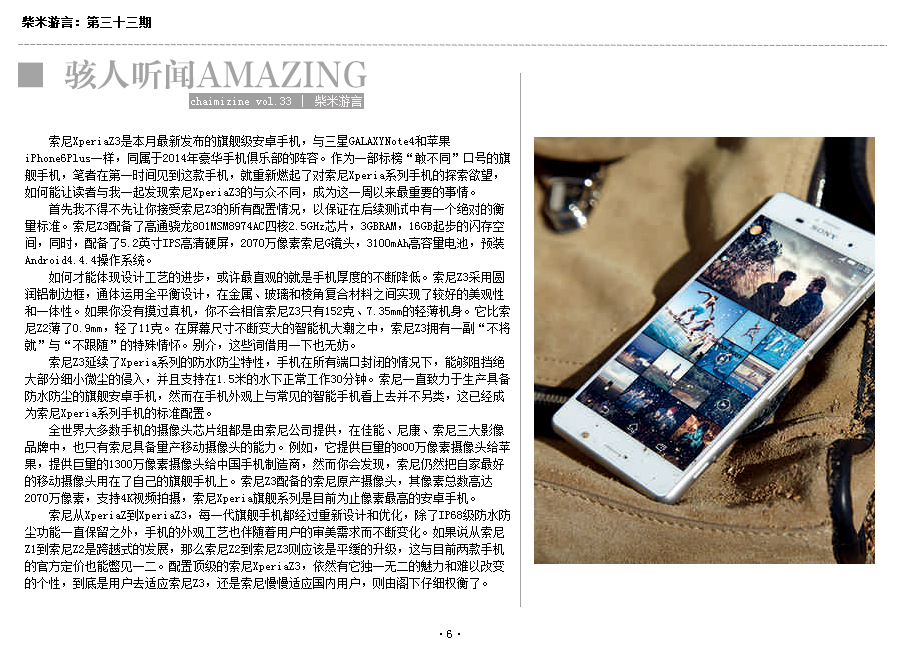 柴米游言：第三十三期
骇人听闻AMAZING
chaimizine vol.33 | 柴米游言
索尼XperiaZ3是本月最新发布的旗舰级安卓手机，与三星GALAXYNote4和苹果
iPhone6Plus一样，同属于2014年豪华手机俱乐部的阵容。作为一部标榜“敢不同”口号的旗
舰手机，笔者在第一时间见到这款手机，就重新燃起了对索尼Xperia系列手机的探索欲望，
如何能让读者与我一起发现索尼XperiaZ3的与众不同，成为这一周以来最重要的事情。
首先我不得不先让你接受索尼Z3的所有配置情况，以保证在后续测试中有一个绝对的衡
量标准。索尼Z3配备了高通骁龙801MSM8974AC四核2.5GHz芯片，3GBRAM，16GB起步的闪存空
间，同时，配备了5.2英寸IPS高清硬屏，2070万像素索尼G镜头，3100mAh高容量电池，预装
Android4.4.4操作系统。
如何才能体现设计工艺的进步，或许最直观的就是手机厚度的不断降低。索尼Z3采用圆
润铝制边框，通体运用全平衡设计，在金属、玻璃和棱角复合材料之间实现了较好的美观性
和一体性。如果你没有摸过真机，你不会相信索尼Z3只有152克、7.35mm的轻薄机身。它比索
尼Z2薄了0.9mm，轻了11克。在屏幕尺寸不断变大的智能机大潮之中，索尼Z3拥有一副“不将
就”与“不跟随”的特殊情怀。别介，这些词借用一下也无妨。
索尼Z3延续了Xperia系列的防水防尘特性，手机在所有端口封闭的情况下，能够阻挡绝
大部分细小微尘的侵入，并且支持在1.5米的水下正常工作30分钟。索尼一直致力于生产具备
防水防尘的旗舰安卓手机，然而在手机外观上与常见的智能手机看上去并不另类，这已经成
为索尼Xperia系列手机的标准配置。
全世界大多数手机的摄像头芯片组都是由索尼公司提供，在佳能、尼康、索尼三大影像
品牌中，也只有索尼具备量产移动摄像头的能力。例如，它提供巨量的800万像素摄像头给苹
果，提供巨量的1300万像素摄像头给中国手机制造商，然而你会发现，索尼仍然把自家最好
的移动摄像头用在了自己的旗舰手机上。索尼Z3配备的索尼原产摄像头，其像素总数高达
2070万像素，支持4K视频拍摄，索尼Xperia旗舰系列是目前为止像素最高的安卓手机。
索尼从XperiaZ到XperiaZ3，每一代旗舰手机都经过重新设计和优化，除了IP68级防水防
尘功能一直保留之外，手机的外观工艺也伴随着用户的审美需求而不断变化。如果说从索尼
Z1到索尼Z2是跨越式的发展，那么索尼Z2到索尼Z3则应该是平缓的升级，这与目前两款手机
的官方定价也能瞥见一二。配置顶级的索尼XperiaZ3，依然有它独一无二的魅力和难以改变
的个性，到底是用户去适应索尼Z3，还是索尼慢慢适应国内用户，则由阁下仔细权衡了。
SONY
·6·